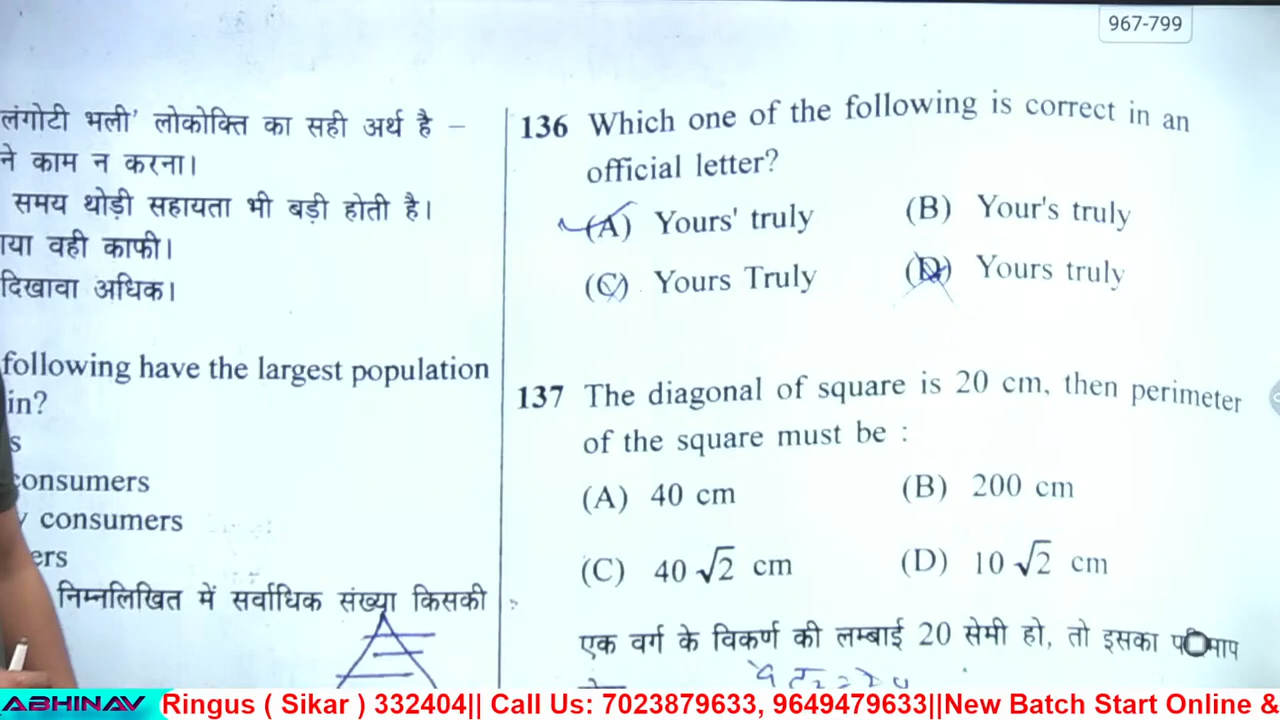 967-799
लंगोटी भली' लोकोक्ति का सही अर्थ है –
ने काम न करना।
समय थोड़ी सहायता भी बड़ी होती है।
या वही काफी।
दिखावा अधिक।
following have the largest population
in?
s
consumers
y consumers
ers
निम्नलिखित में सर्वाधिक संख्या किसकी
136 Which one of the following is correct in an
official letter?
(A) Yours' truly (B) Your's truly
(C) Yours Truly (D) Yours truly
137 The diagonal of square is 20 cm, then perimeter
of the square must be :
(A) 40 cm (B) 200 cm
(C) 40 √2 cm (D) 10 √2 cm
एक वर्ग के विकर्ण की लम्बाई 20 सेमी हो, तो इसका
ABHINAV Ringus ( Sikar ) 332404|| Call Us: 7023879633, 9649479633||New Batch Start Online &